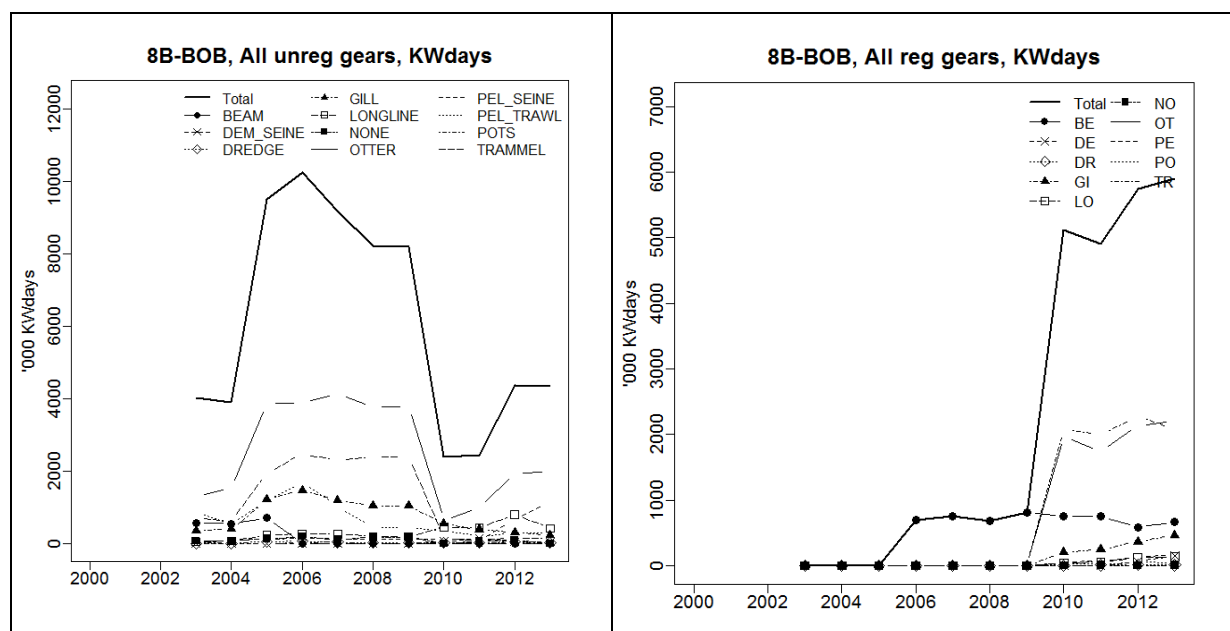 8B-BOB, All unreg gears, KWdays
Total GILL PEL_SEINE
BEAM LONGLINE PEL_TRAWL
DEM_SEINE NONE POTS
DREDGE OTTER TRAMMEL
12000
10000
8000
6000
4000
2000
0
'000 KWdays
2000 2002 2004 2006 2008 2010 2012
8B-BOB, All reg gears, KWdays
Total NO
BE OT
DE PE
DR PO
GI TR
LO
7000
6000
5000
4000
3000
2000
1000
0
'000 KWdays
2000 2002 2004 2006 2008 2010 2012